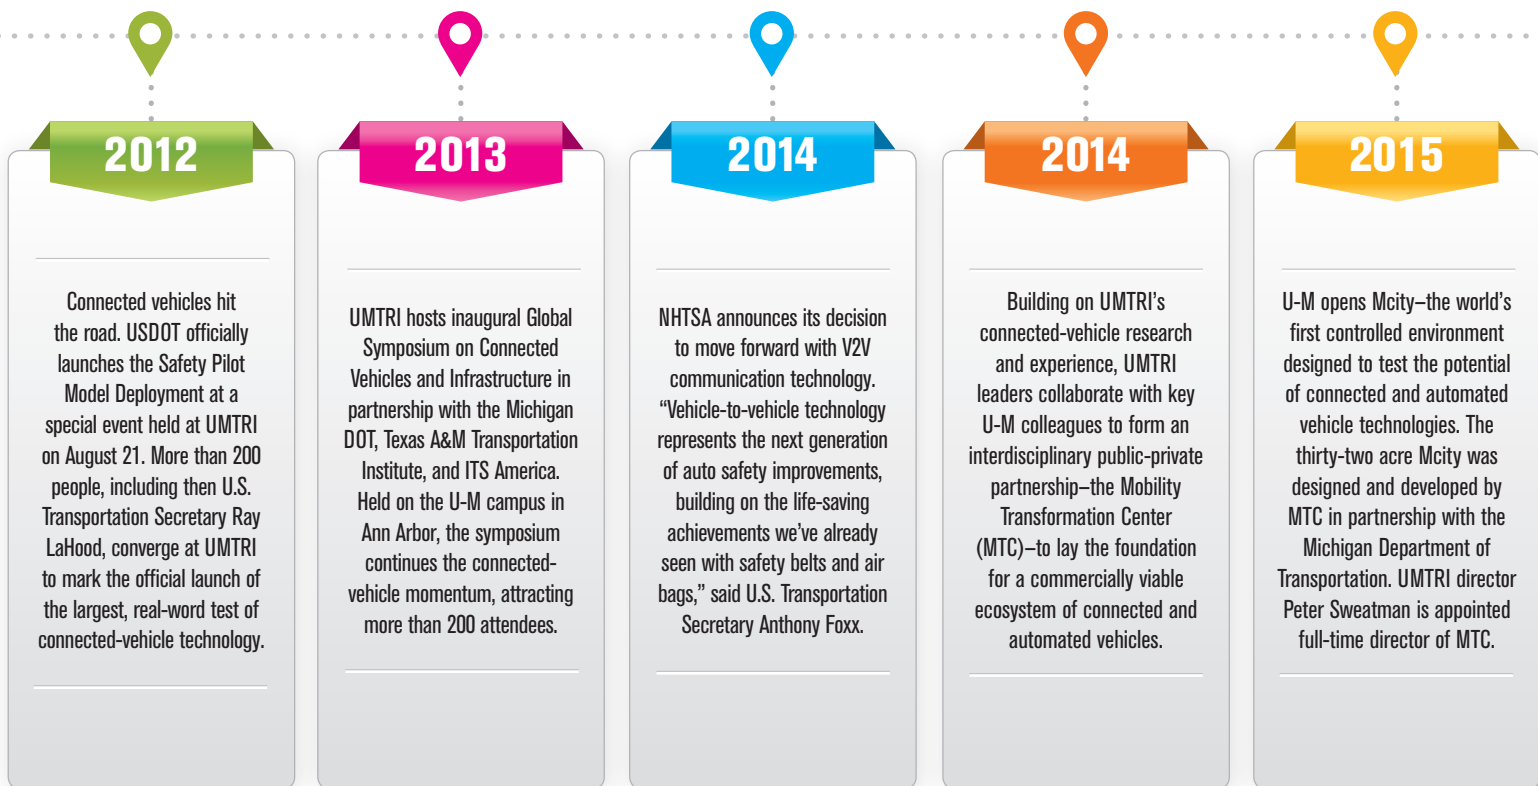 2012
Connected vehicles hit
the road. USDOT officially
launches the Safety Pilot
Model Deployment at a
special event held at UMTRI
on August 21. More than 200
people, including then U.S.
Transportation Secretary Ray
LaHood, converge at UMTRI
to mark the official launch of
the largest, real-word test of
connected-vehicle technology.
2013
UMTRI hosts inaugural Global
Symposium on Connected
Vehicles and Infrastructure in
partnership with the Michigan
DOT, Texas A&M Transportation
Institute, and ITS America.
Held on the U-M campus in
Ann Arbor, the symposium
continues the connected-
vehicle momentum, attracting
more than 200 attendees.
2014
NHTSA announces its decision
to move forward with V2V
communication technology.
“Vehicle-to-vehicle technology
represents the next generation
of auto safety improvements,
building on the life-saving
achievements we’ve already
seen with safety belts and air
bags,” said U.S. Transportation
Secretary Anthony Foxx.
2014
Building on UMTRI’s
connected-vehicle research
and experience, UMTRI
leaders collaborate with key
U-M colleagues to form an
interdisciplinary public-private
partnership–the Mobility
Transformation Center
(MTC)–to lay the foundation
for a commercially viable
ecosystem of connected and
automated vehicles.
2015
U-M opens Mcity–the world’s
first controlled environment
designed to test the potential
of connected and automated
vehicle technologies. The
thirty-two acre Mcity was
designed and developed by
MTC in partnership with the
Michigan Department of
Transportation. UMTRI director
Peter Sweatman is appointed
full-time director of MTC.